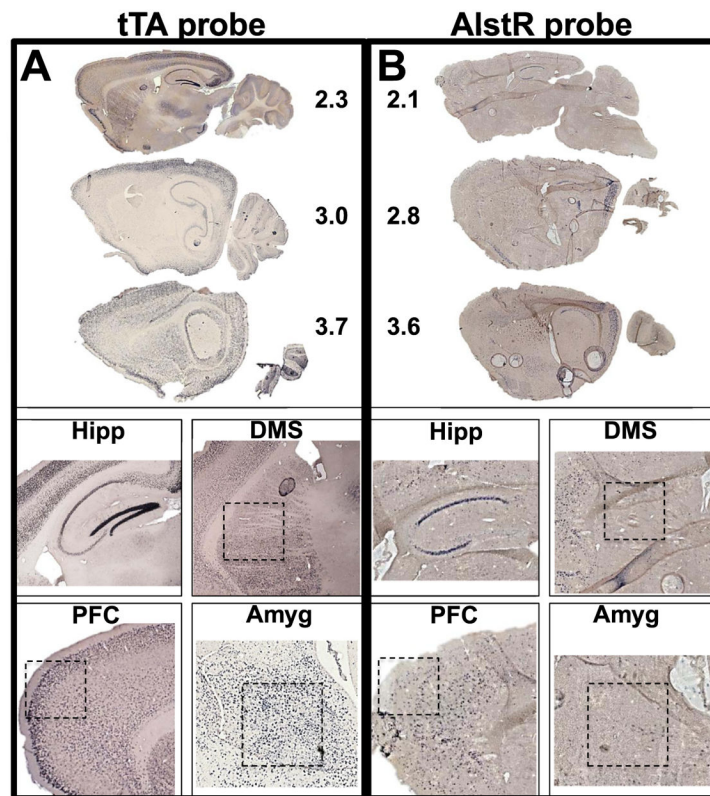 tTA probe
AlstR probe
A
B
2.3
2.1
3.0
2.8
3.7
3.6
Hipp
DMS
Hipp
DMS
PFC
Amyg
PFC
Amyg